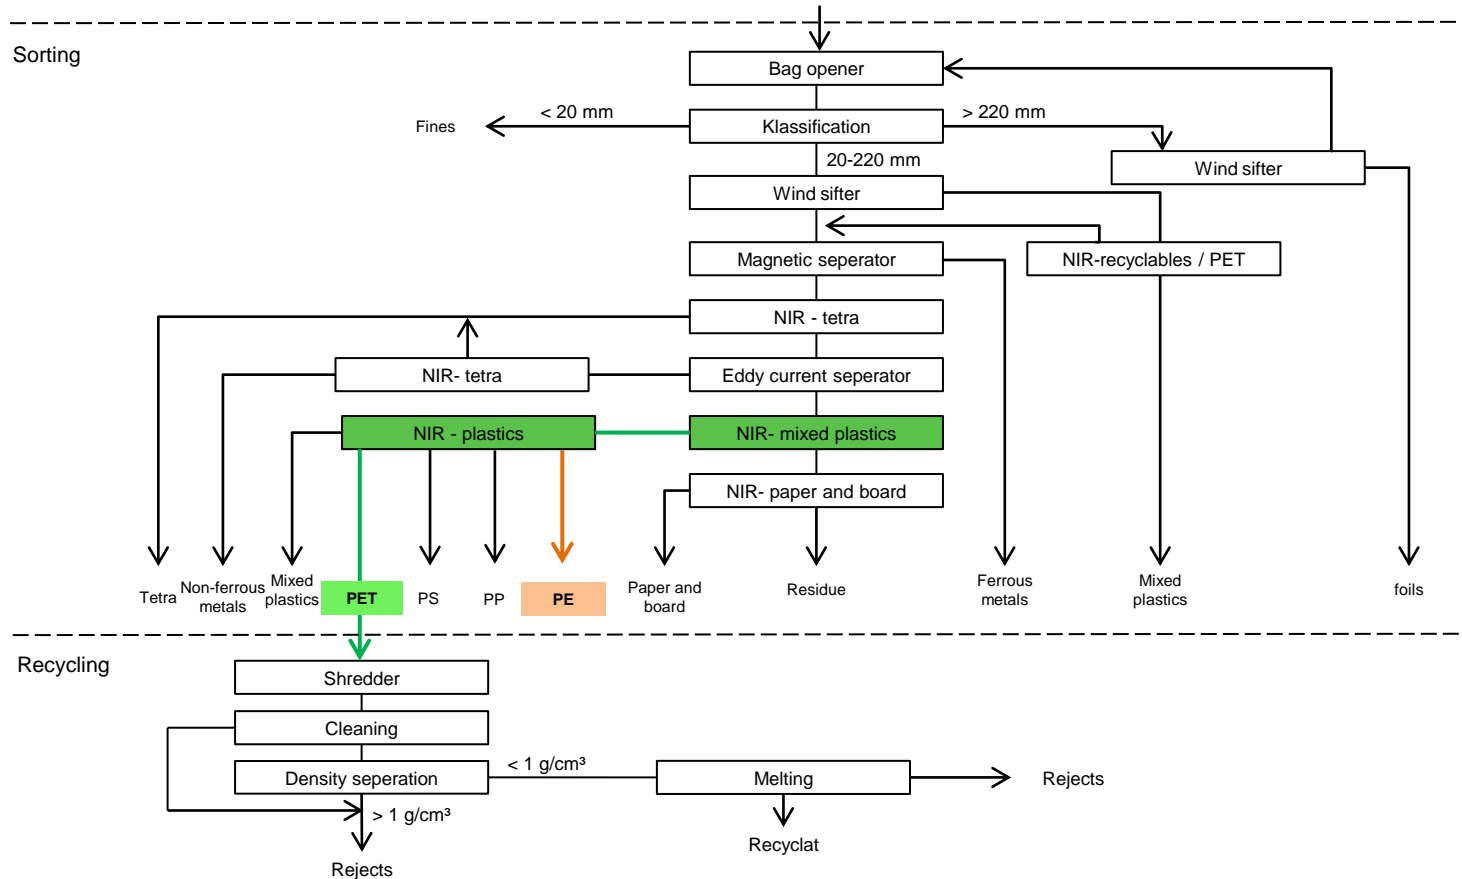 Sorting
Bag opener
< 20 mm
> 220 mm
Fines
Klassification
20-220 mm
Wind sifter
Wind sifter
Magnetic seperator
NIR-recyclables / PET
NIR - tetra
NIR- tetra
Eddy current seperator
NIR - plastics
NIR- mixed plastics
NIR- paper and board
Tetra
Non-ferrous
metals
Mixed
plastics
PET
PS
PP
PE
Paper and
board
Residue
Ferrous
metals
Mixed
plastics
foils
Recycling
Shredder
Cleaning
Density seperation
< 1 g/cm³
Melting
Rejects
> 1 g/cm³
Recyclat
Rejects